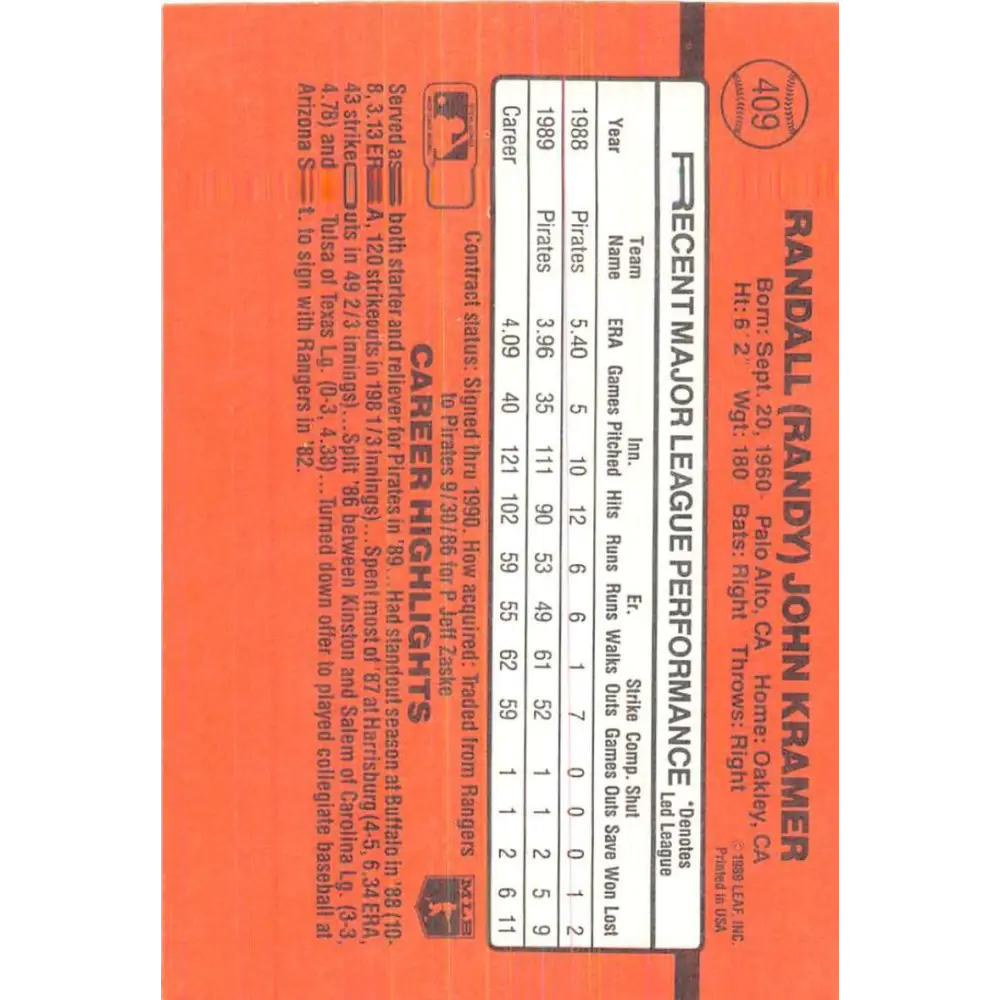 409
RANDALL (RANDY) JOHN KRAMER
Born: Sept. 20, 1960 Palo Alto, CA Home: Oakley, CA
Ht: 6' 2" Wgt: 180 Bats: Right Throws: Right
© 1989 LEAF, INC.
Printed in USA
RECENT MAJOR LEAGUE PERFORMANCE *Denotes Led League
Year Team Name ERA Games Inn. Pitched Hits Runs Er. Runs Walks Strike Outs Comp. Games Shut Outs Save Won Lost
1988 Pirates 5.40 5 10 12 6 6 1 7 0 0 0 1 2
1989 Pirates 3.96 35 111 90 53 49 61 52 1 1 2 5 9
Career 4.09 40 121 102 59 55 62 59 1 1 2 6 11
Contract status: Signed thru 1990. How acquired: Traded from Rangers
to Pirates 9/30/86 for P Jeff Zaske
MLB
CAREER HIGHLIGHTS
Served as both starter and reliever for Pirates in '89...Had standout season at Buffalo in '88 (10-
8, 3.13 ERA, 120 strikeouts in 198 1/3 innings)...Spent most of '87 at Harrisburg (4-5, 6.34 ERA,
43 strikeouts in 49 2/3 innings)...Split '86 between Kinston and Salem of Carolina Lg. (3-3,
4.78) and Tulsa of Texas Lg. (0-3, 4.38)...Turned down offer to played collegiate baseball at
Arizona St. to sign with Rangers in '82.